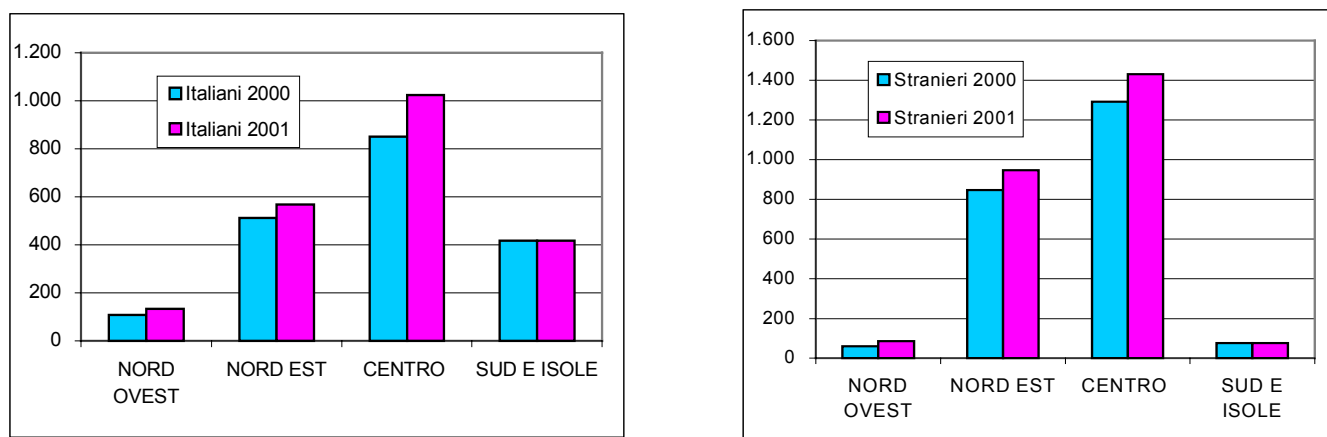 1.200
1.000
800
600
400
200
0
Italiani 2000
Italiani 2001
NORD OVEST
NORD EST
CENTRO
SUD E ISOLE
1.600
1.400
1.200
1.000
800
600
400
200
0
Stranieri 2000
Stranieri 2001
NORD
OVEST
NORD EST
CENTRO
SUD E
ISOLE